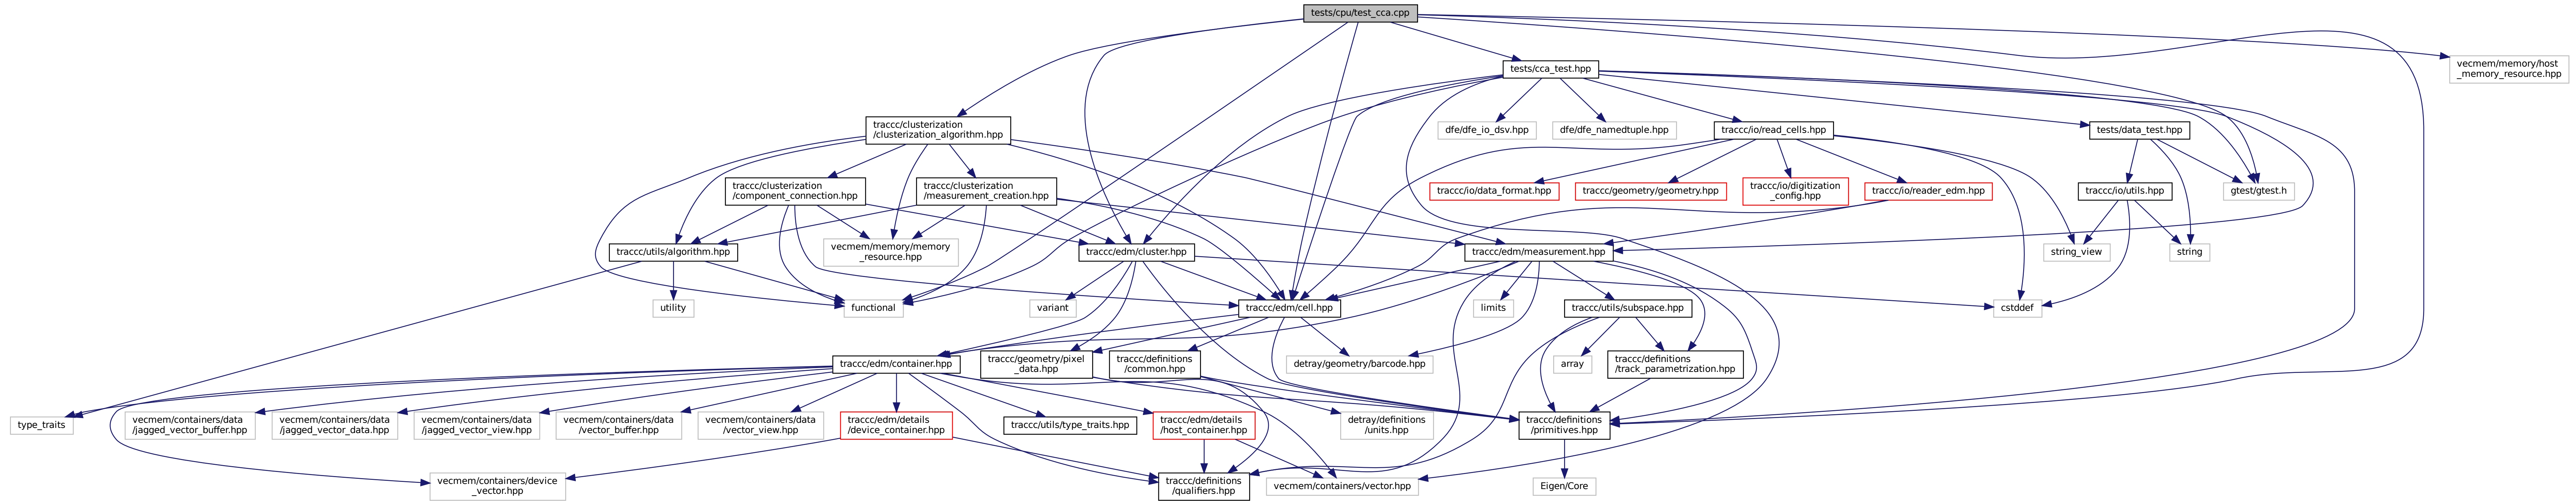 tests/cpu/test_cca.cpp
vecmem/memory/host
_memory_resource.hpp
tests/cca_test.hpp
traccc/clusterization
/clusterization_algorithm.hpp
dfe/dfe_io_dsv.hpp
dfe/dfe_namedtuple.hpp
traccc/io/read_cells.hpp
tests/data_test.hpp
traccc/clusterization
/component_connection.hpp
traccc/clusterization
/measurement_creation.hpp
traccc/io/data_format.hpp
traccc/geometry/geometry.hpp
traccc/io/digitization
_config.hpp
traccc/io/reader_edm.hpp
traccc/io/utils.hpp
gtest/gtest.h
traccc/utils/algorithm.hpp
vecmem/memory/memory
_resource.hpp
traccc/edm/cluster.hpp
traccc/edm/measurement.hpp
string_view
string
utility
functional
variant
traccc/edm/cell.hpp
limits
traccc/utils/subspace.hpp
cstddef
traccc/edm/container.hpp
traccc/geometry/pixel
_data.hpp
traccc/definitions
/common.hpp
detray/geometry/barcode.hpp
array
traccc/definitions
/track_parametrization.hpp
type_traits
vecmem/containers/data
/jagged_vector_buffer.hpp
vecmem/containers/data
/jagged_vector_data.hpp
vecmem/containers/data
/jagged_vector_view.hpp
vecmem/containers/data
/vector_buffer.hpp
vecmem/containers/data
/vector_view.hpp
traccc/edm/details
/device_container.hpp
traccc/utils/type_traits.hpp
traccc/edm/details
/host_container.hpp
detray/definitions
/units.hpp
traccc/definitions
/primitives.hpp
vecmem/containers/device
_vector.hpp
traccc/definitions
/qualifiers.hpp
vecmem/containers/vector.hpp
Eigen/Core